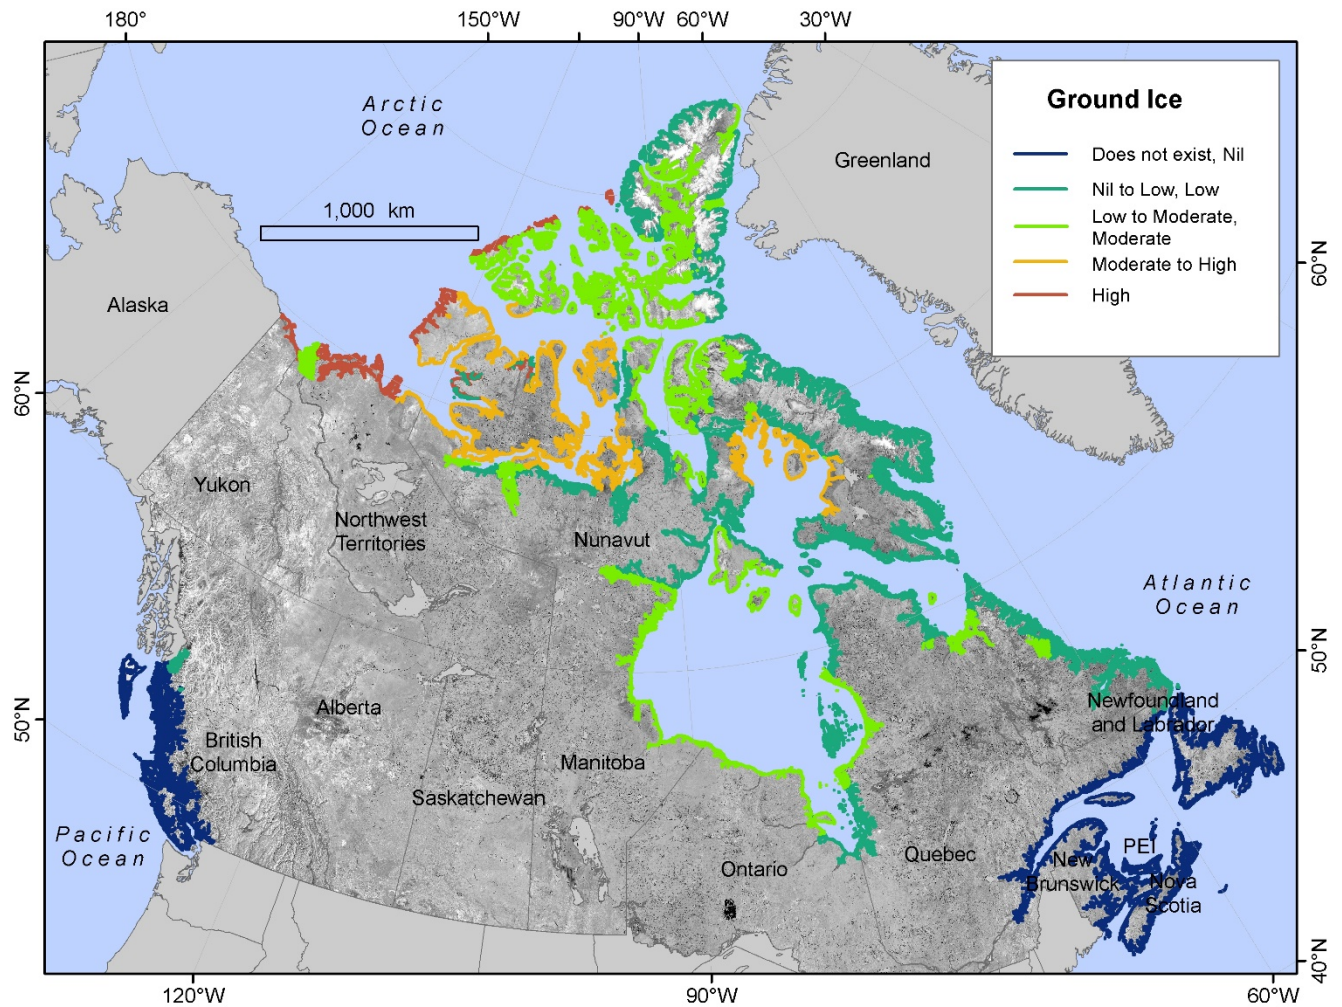 180°
150°W
90°W
60°W
30°W
Arctic
Ocean
Greenland
Ground Ice
Does not exist, Nil
Nil to Low, Low
Low to Moderate,
Moderate
Moderate to High
High
1,000 km
Alaska
60°N
60°N
Yukon
Northwest
Territories
Nunavut
Atlantic
Ocean
50°N
50°N
Alberta
British
Columbia
Manitoba
Saskatchewan
Newfoundland
and Labrador
Pacific
Ocean
Ontario
Quebec
PEI
New
Brunswick
Nova
Scotia
40°N
120°W
90°W
60°W